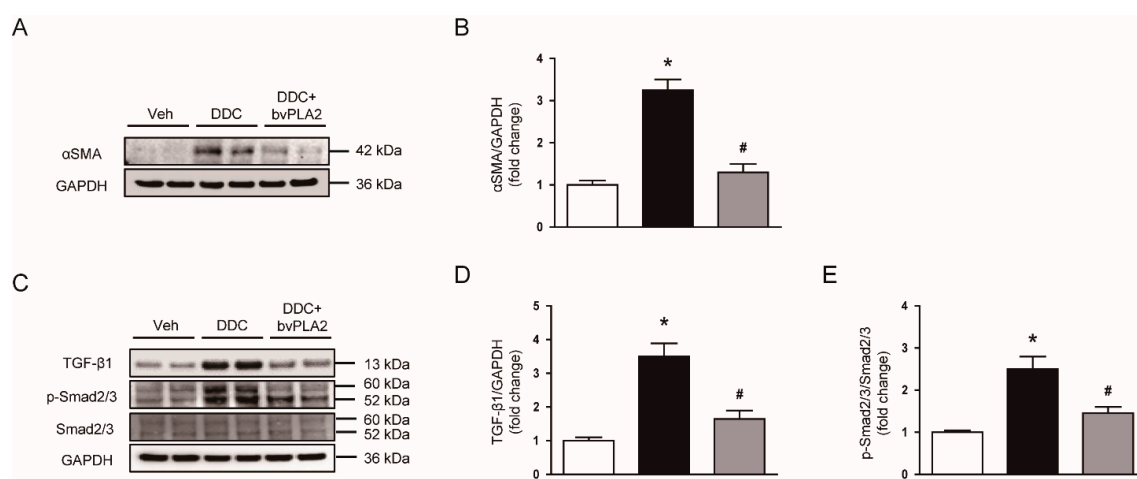 A
Veh
DDC
DDC+
bvPLA2
αSMA
42 kDa
GAPDH
36 kDa
B
αSMA/GAPDH
(fold change)
4
3
2
1
0
*
#
C
Veh
DDC
DDC+
bvPLA2
TGF-β1
13 kDa
p-Smad2/3
60 kDa
52 kDa
Smad2/3
60 kDa
52 kDa
GAPDH
36 kDa
D
TGF-β1/GAPDH
(fold change)
5
4
3
2
1
0
*
#
E
p-Smad2/3/Smad2/3
(fold change)
4
3
2
1
0
*
#